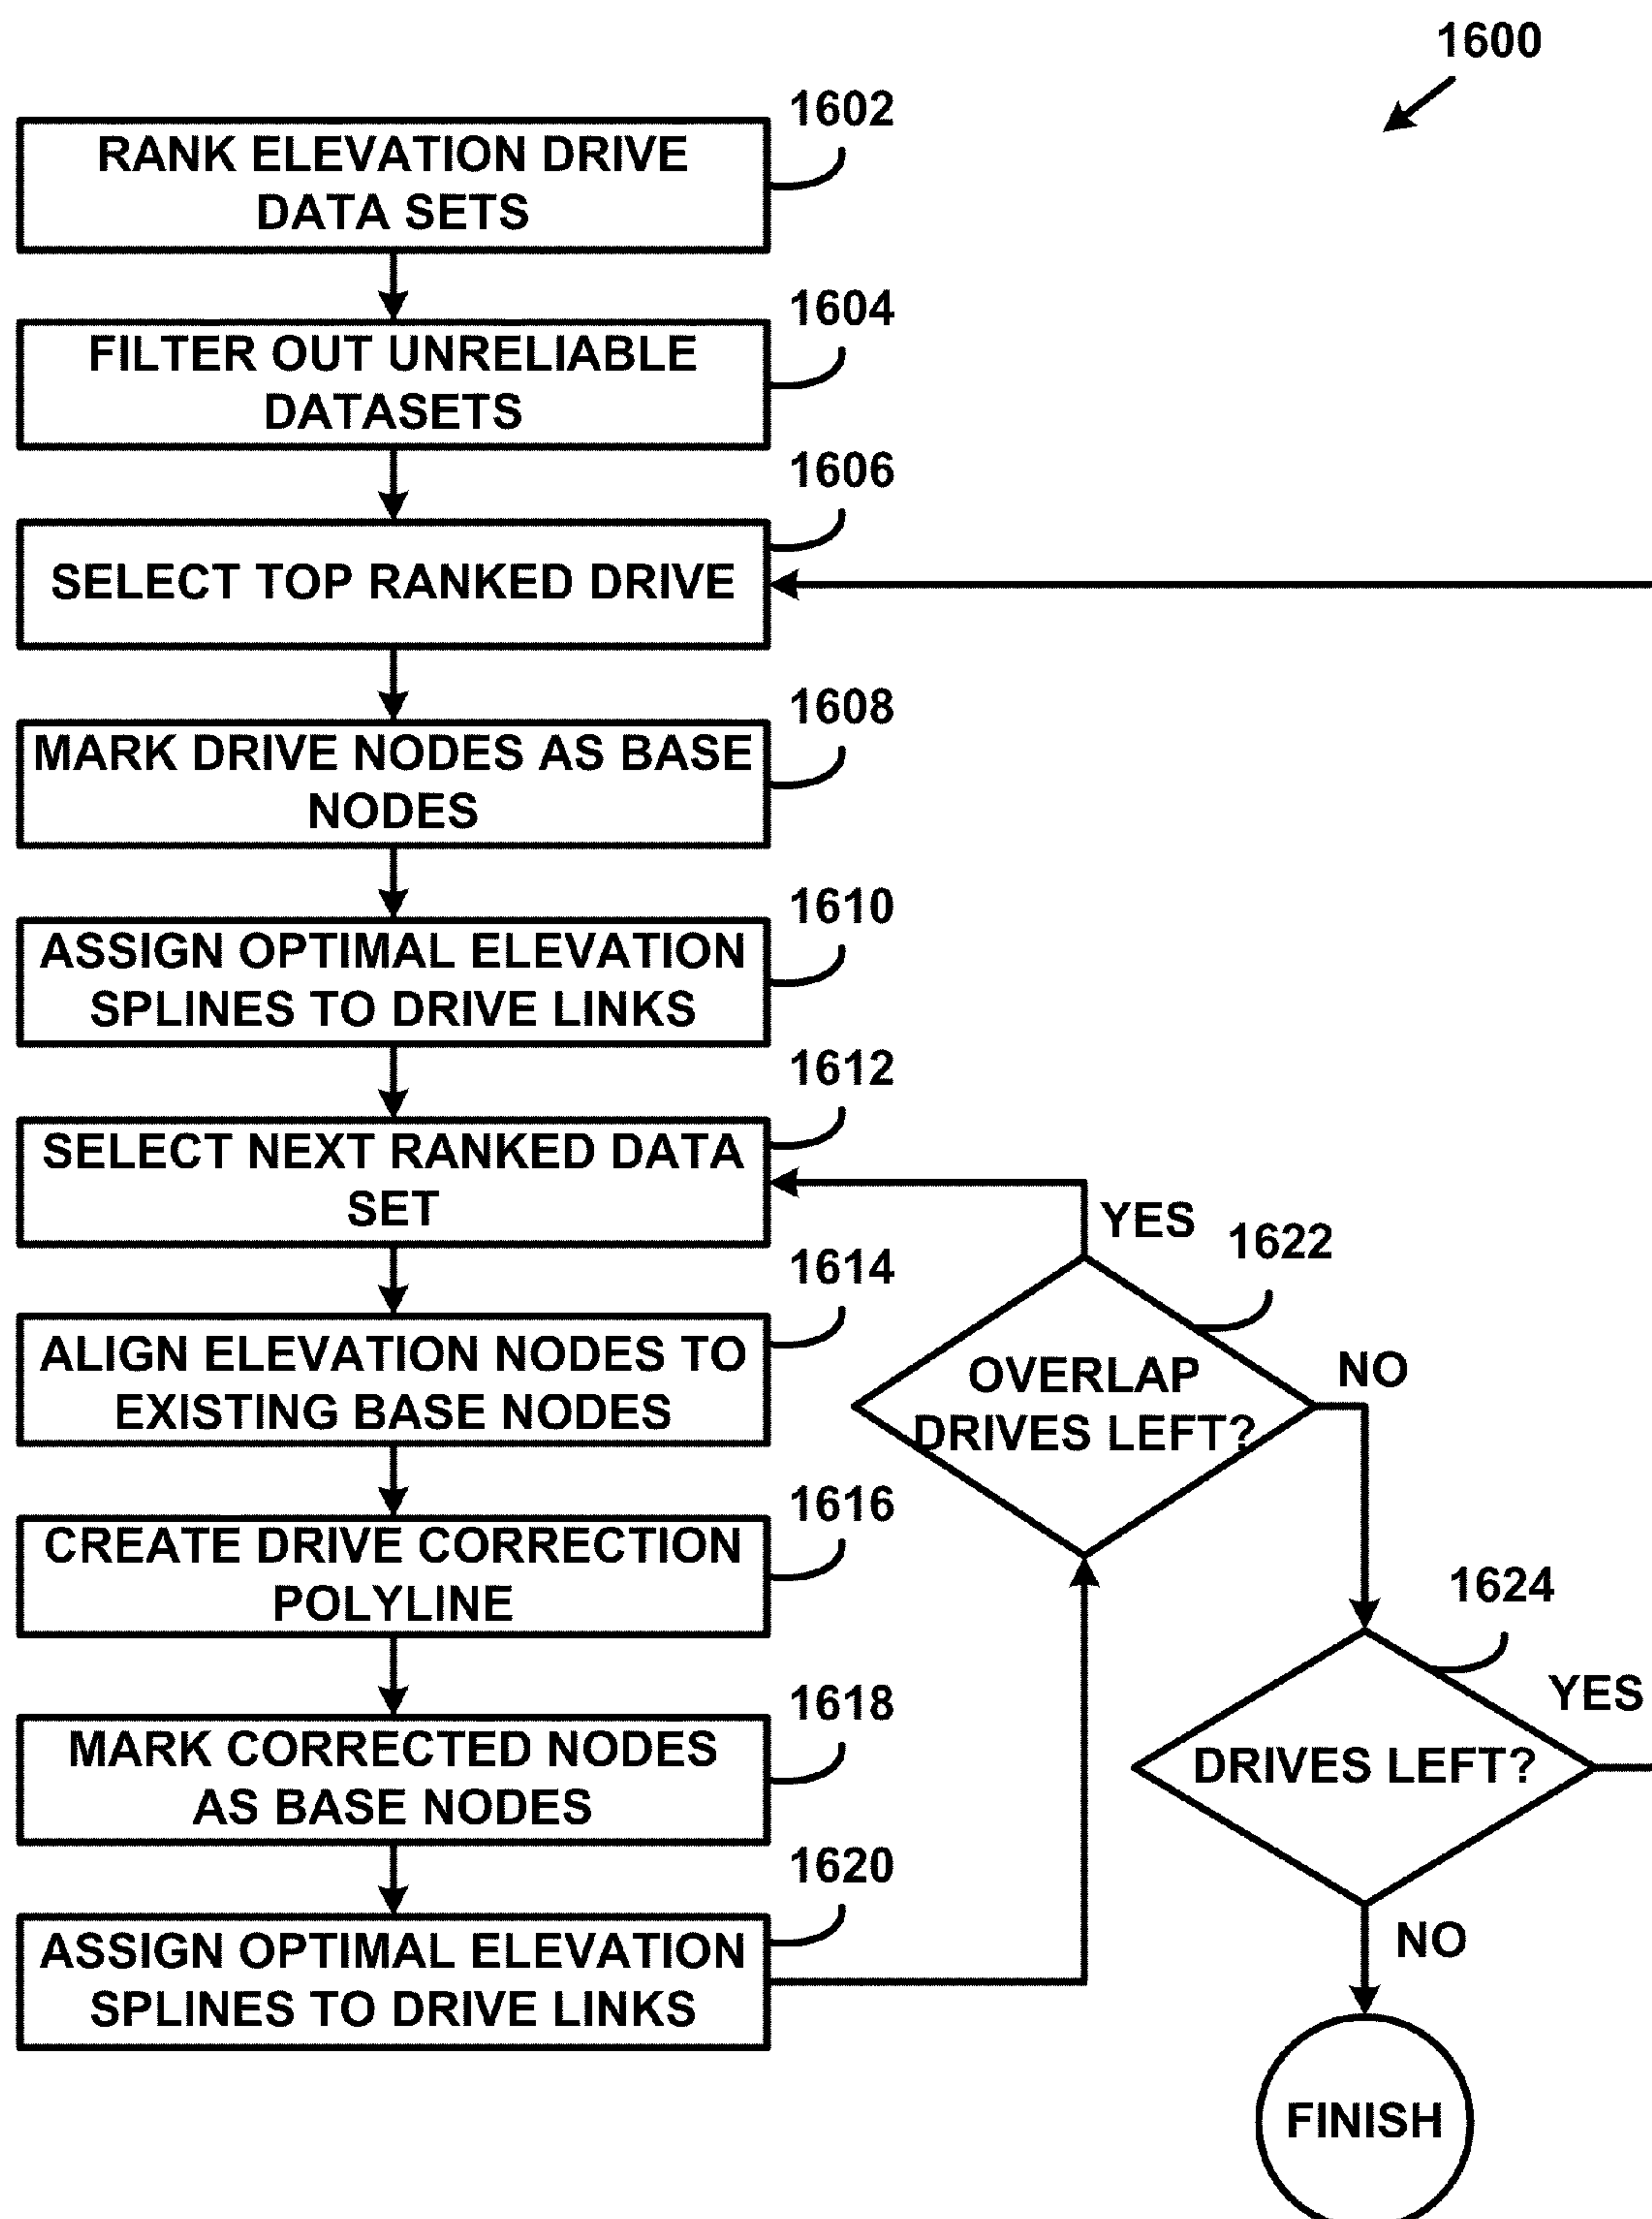 1600
1602
RANK ELEVATION DRIVE
DATA SETS
1604
FILTER OUT UNRELIABLE
DATASETS
1606
SELECT TOP RANKED DRIVE
1608
MARK DRIVE NODES AS BASE
NODES
1610
ASSIGN OPTIMAL ELEVATION
SPLINES TO DRIVE LINKS
1612
SELECT NEXT RANKED DATA
SET
1614
ALIGN ELEVATION NODES TO
EXISTING BASE NODES
1616
CREATE DRIVE CORRECTION
POLYLINE
1618
MARK CORRECTED NODES
AS BASE NODES
1620
ASSIGN OPTIMAL ELEVATION
SPLINES TO DRIVE LINKS
YES
1622
OVERLAP
DRIVES LEFT?
NO
1624
YES
DRIVES LEFT?
NO
FINISH